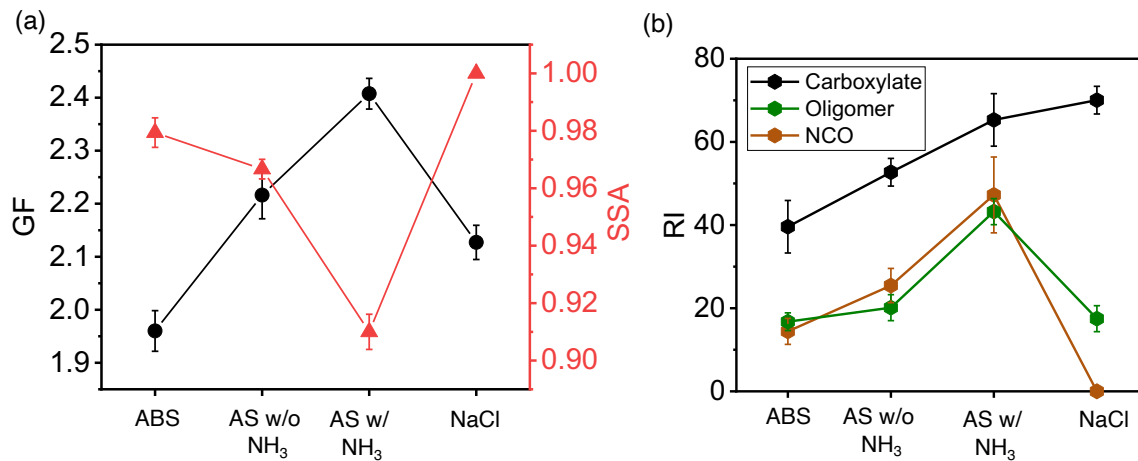 (a)
2.5
2.4
2.3
2.2
2.1
2.0
1.9
GF
1.00
0.98
0.96
0.94
0.92
0.90
SSA
ABS
AS w/o
NH₃
AS w/
NH₃
NaCl
(b)
80
60
40
20
0
RI
Carboxylate
Oligomer
NCO
ABS
AS w/o
NH₃
AS w/
NH₃
NaCl